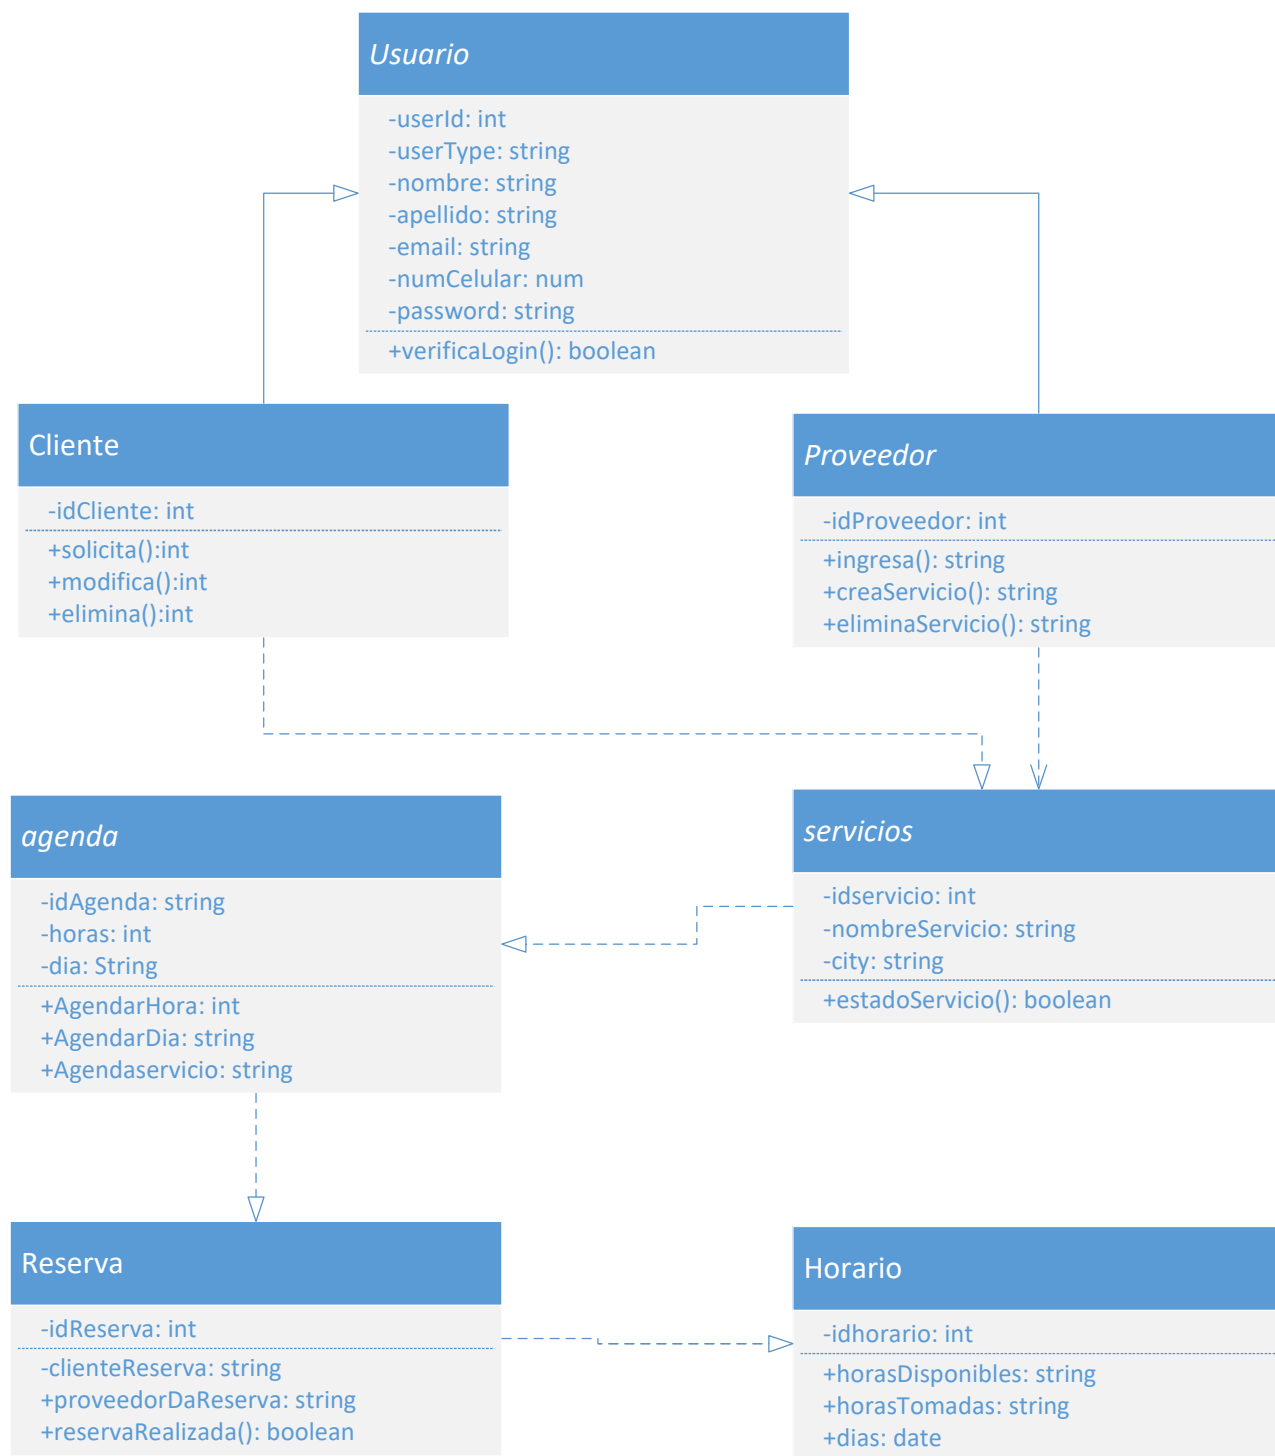 Usuario
-userId: int
-userType: string
-nombre: string
-apellido: string
-email: string
-numCelular: num
-password: string
+verificaLogin(): boolean
Cliente
-idCliente: int
+solicita():int
+modifica():int
+elimina():int
Proveedor
-idProveedor: int
+ingresa(): string
+creaServicio(): string
+eliminaServicio(): string
agenda
-idAgenda: string
-horas: int
-dia: String
+AgendarHora: int
+AgendarDia: string
+Agendaservicio: string
servicios
-idservicio: int
-nombreServicio: string
-city: string
+estadoServicio(): boolean
Reserva
-idReserva: int
-clienteReserva: string
+proveedorDaReserva: string
+reservaRealizada(): boolean
Horario
-idhorario: int
+horasDisponibles: string
+horasTomadas: string
+dias: date